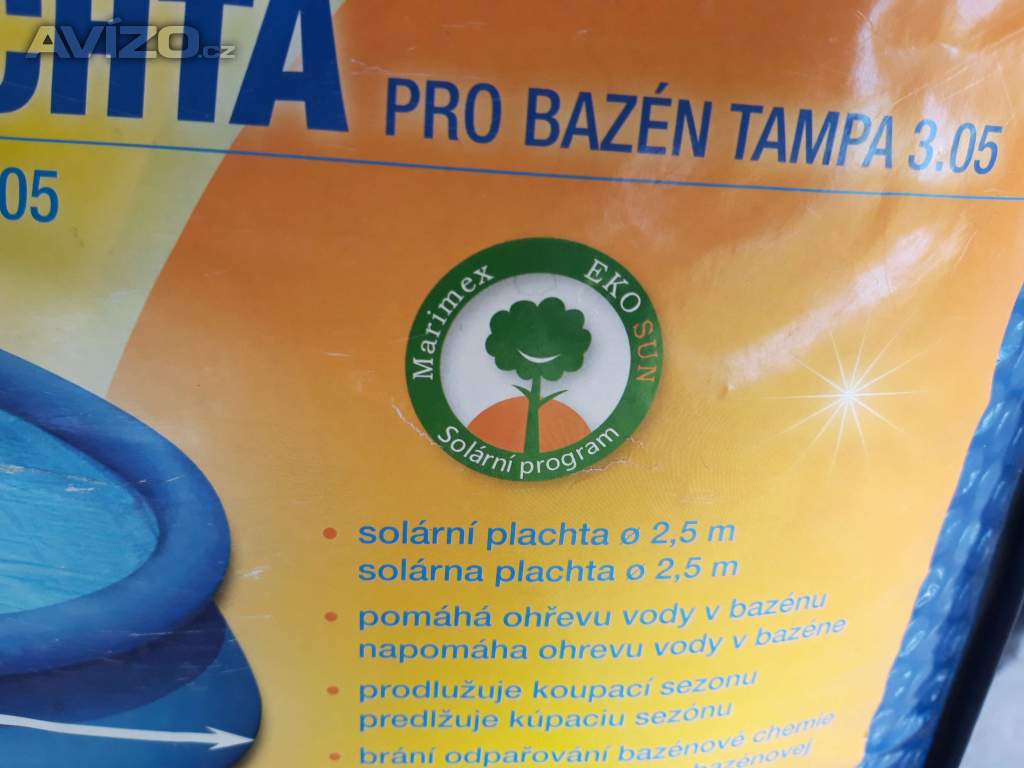 AVÍZO.cz
PRO BAZÉN TAMPA 3.05
05
Marimex EKO SUN
Solární program
• solární plachta ø 2,5 m
solárna plachta ø 2,5 m
• pomáhá ohřevu vody v bazénu
napomáha ohrevu vody v bazéne
• prodlužuje koupací sezonu
predlžuje kúpaciu sezónu
• brání odpařování bazénové chemie
bazénovej